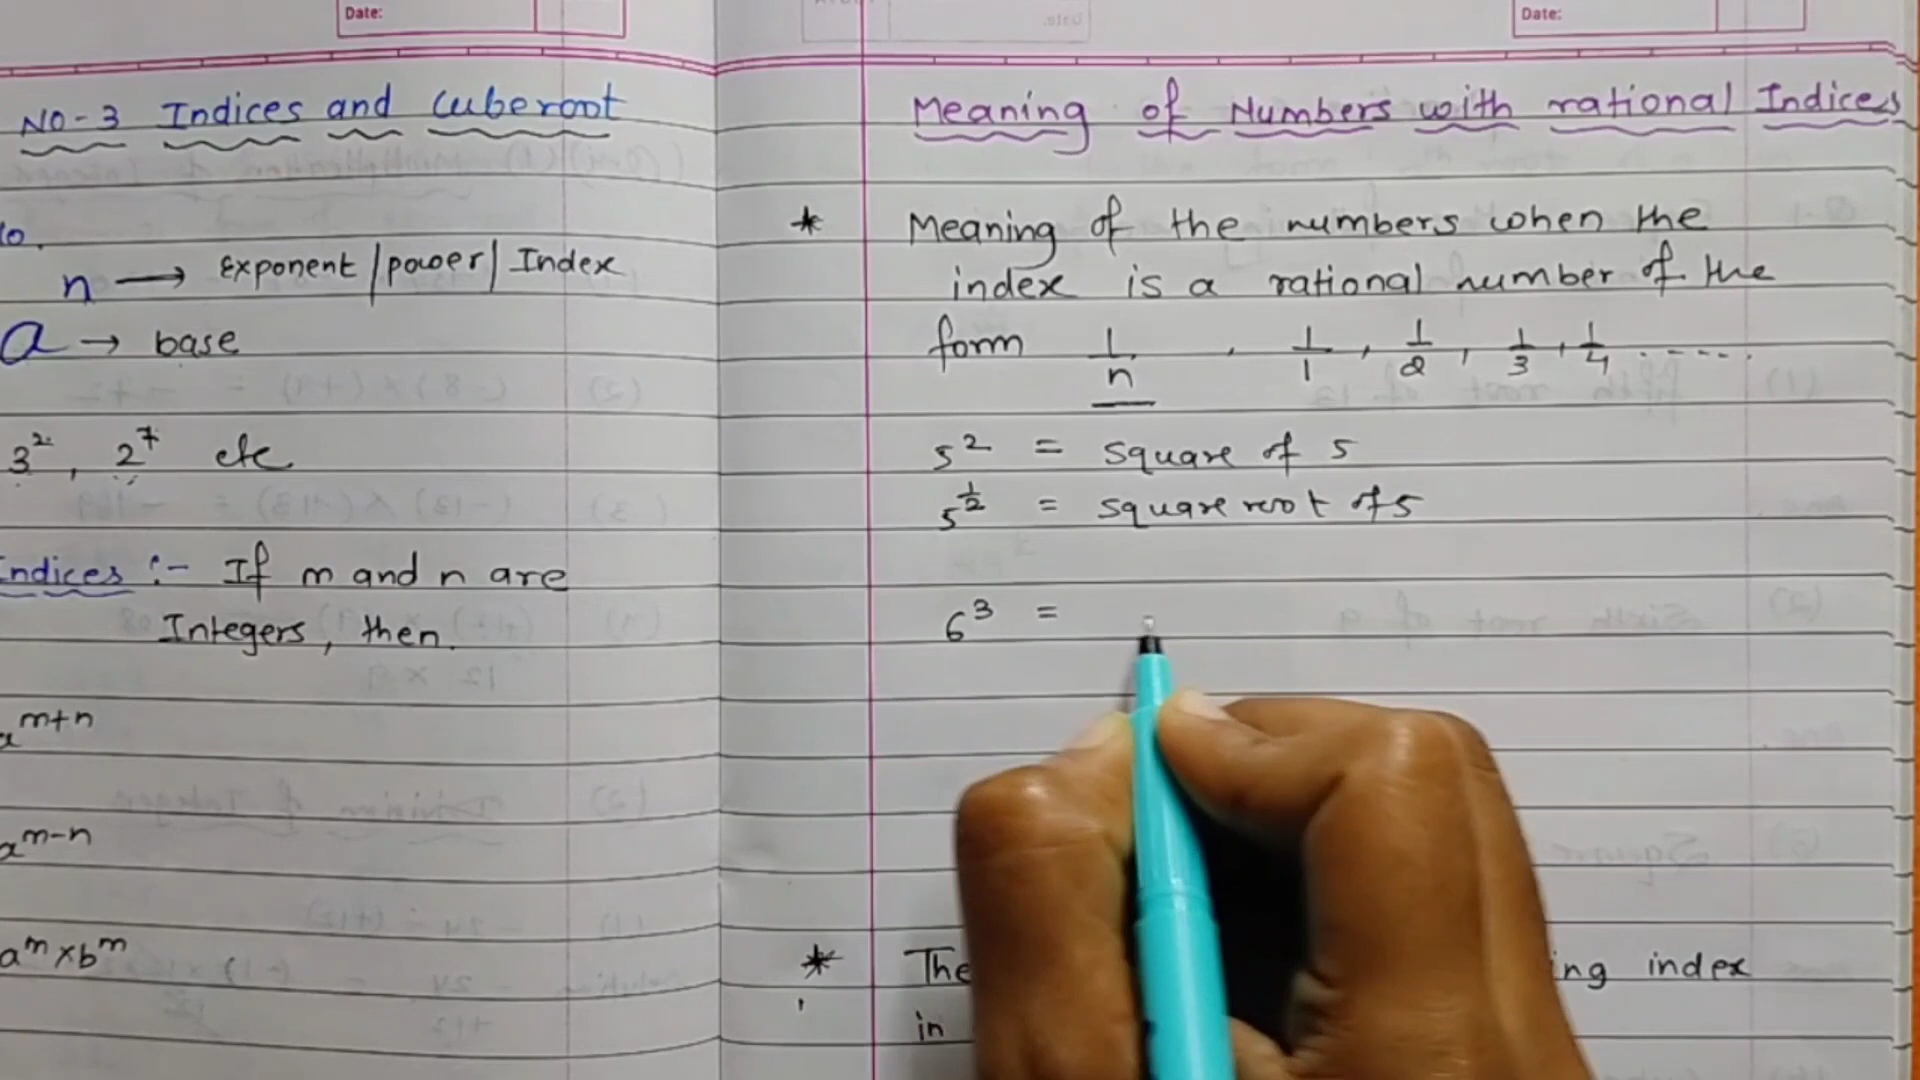 Date:
NO-3 Indices and cuberoot
n → Exponent/power/Index
a → base
3², 2⁷ etc
Indices :- If m and n are
Integers, then.
a^m+n
a^m-n
a^m × b^m
Date:
Meaning of Numbers with rational Indices
* Meaning of the numbers when the
index is a rational number of the
form 1/n , 1/1, 1/2, 1/3, 1/4 ......
5² = square of 5
5^1/2 = square root of 5
6³ =
* The index
in